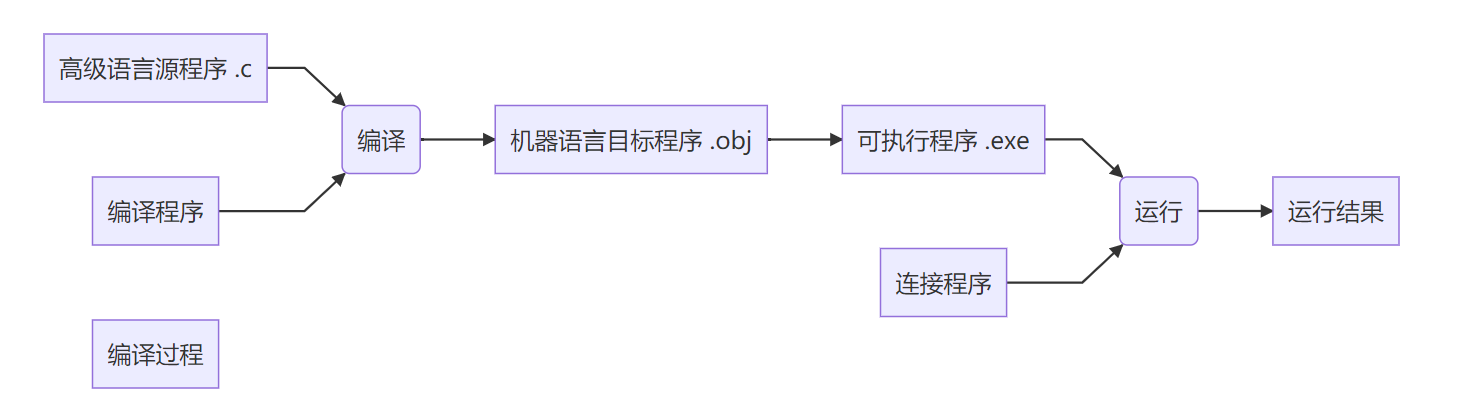 高级语言源程序 .c
编译
机器语言目标程序 .obj
可执行程序 .exe
编译程序
运行
运行结果
连接程序
编译过程